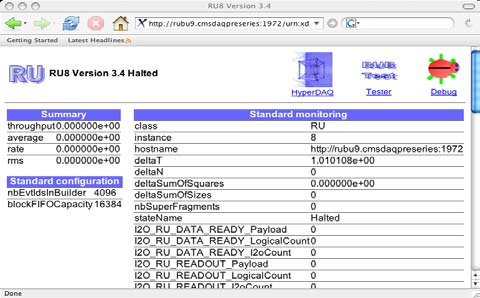 RU8 Version 3.4
http://rubu9.cmsdaqpreseries:1972/urn:xd
Getting Started Latest Headlines
RU RU8 Version 3.4 Halted
HyperDAQ Tester Debug
Summary
throughput 0.000000e+00
average 0.000000e+00
rate 0.000000e+00
rms 0.000000e+00
Standard configuration
nbEvtIdsInBuilder 4096
blockFIFOCapacity 16384
Standard monitoring
class RU
instance 8
hostname http://rubu9.cmsdaqpreseries:1972
deltaT 1.010108e+00
deltaN 0
deltaSumOfSquares 0.000000e+00
deltaSumOfSizes 0
nbSuperFragments 0
stateName Halted
I2O_RU_DATA_READY_Payload 0
I2O_RU_DATA_READY_LogicalCount 0
I2O_RU_DATA_READY_I2oCount 0
I2O_RU_READOUT_Payload 0
I2O_RU_READOUT_LogicalCount 0
I2O_RU_READOUT_I2oCount 0
Done